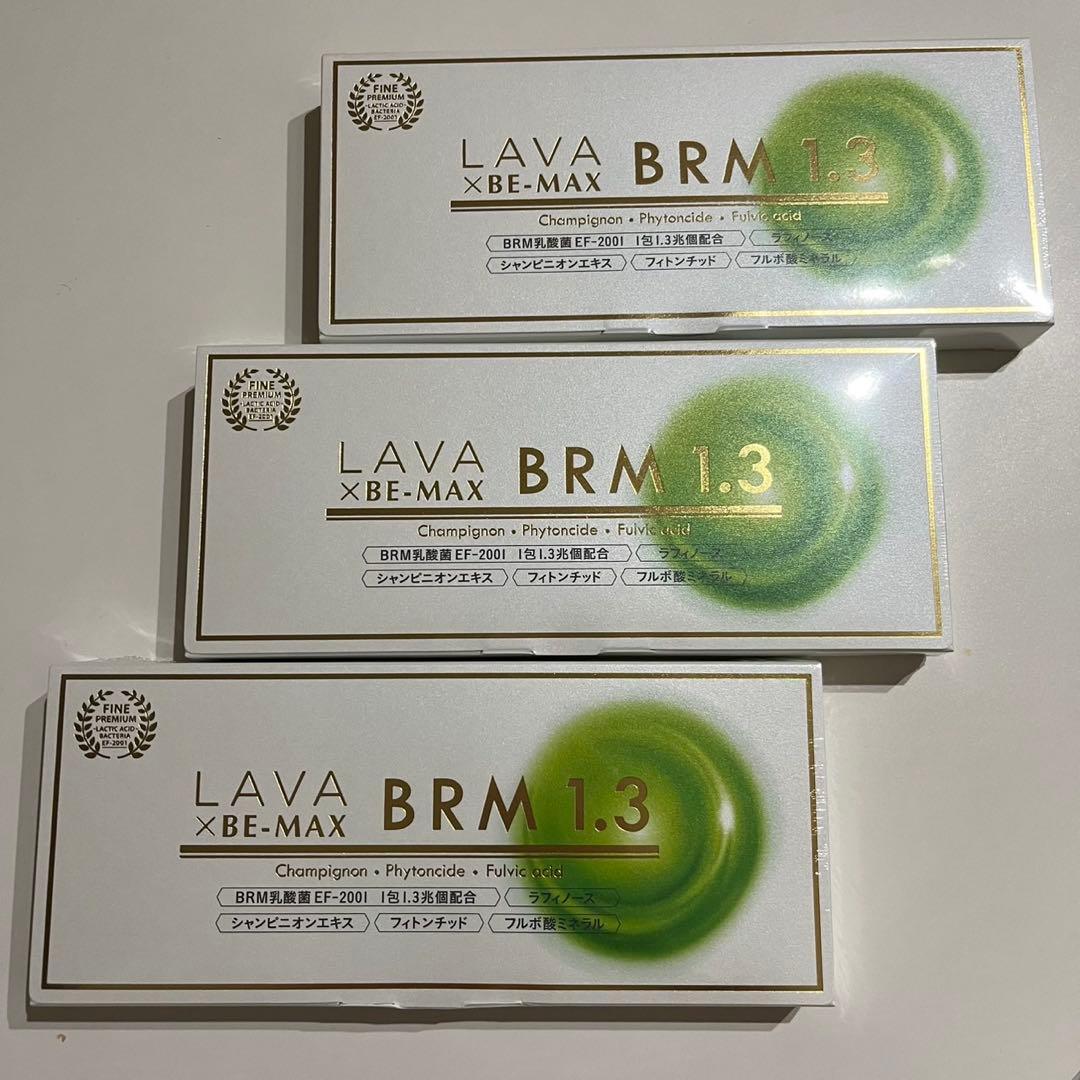 FINE
PREMIUM
LACTIC ACID
BACTERIA
EF-2001
LAVA
×BE-MAX
BRM 1.3
Champignon • Phytoncide • Fulvic acid
BRM乳酸菌 EF-2001 1包1.3兆個配合
ラフィノース
シャンピニオンエキス
フィトンチッド
フルボ酸ミネラル
FINE
PREMIUM
LACTIC ACID
BACTERIA
EF-2001
LAVA
×BE-MAX
BRM 1.3
Champignon • Phytoncide • Fulvic acid
BRM乳酸菌 EF-2001 1包1.3兆個配合
ラフィノース
シャンピニオンエキス
フィトンチッド
フルボ酸ミネラル
FINE
PREMIUM
LACTIC ACID
BACTERIA
EF-2001
LAVA
×BE-MAX
BRM 1.3
Champignon • Phytoncide • Fulvic acid
BRM乳酸菌 EF-2001 1包1.3兆個配合
ラフィノース
シャンピニオンエキス
フィトンチッド
フルボ酸ミネラル